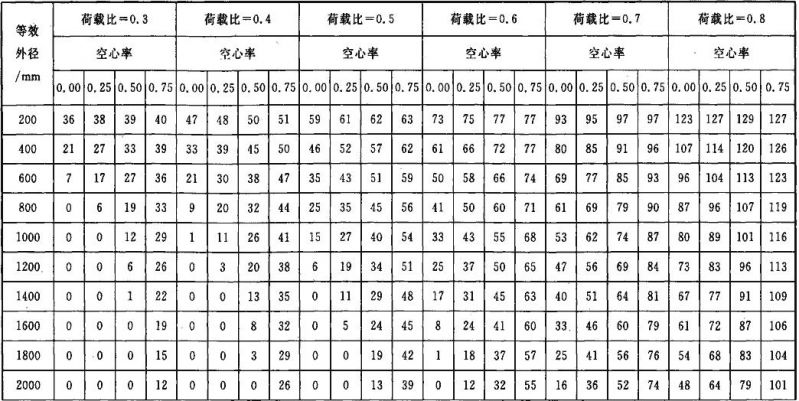 等效外径/mm 荷载比=0.3 荷载比=0.4 荷载比=0.5 荷载比=0.6 荷载比=0.7 荷载比=0.8
空心率 空心率 空心率 空心率 空心率 空心率
0.00 0.25 0.50 0.75 0.00 0.25 0.50 0.75 0.00 0.25 0.50 0.75 0.00 0.25 0.50 0.75 0.00 0.25 0.50 0.75 0.00 0.25 0.50 0.75
200 36 38 39 40 47 48 50 51 59 61 62 63 73 75 77 77 93 95 97 97 123 127 129 127
400 21 27 33 39 33 39 45 50 46 52 57 62 61 66 72 77 80 85 91 96 107 114 120 126
600 7 17 27 36 21 30 38 47 35 43 51 59 50 58 66 74 69 77 85 93 96 104 113 123
800 0 6 19 33 9 20 32 44 25 35 45 56 41 50 60 71 61 69 79 90 87 96 107 119
1000 0 0 12 29 1 11 26 41 15 27 40 54 33 43 55 68 53 62 74 87 80 89 101 116
1200 0 0 6 26 0 3 20 38 6 19 34 51 25 37 50 65 47 56 69 84 73 83 96 113
1400 0 0 1 22 0 0 13 35 0 11 29 48 17 31 45 63 40 51 64 81 67 77 91 109
1600 0 0 0 19 0 0 8 32 0 5 24 45 8 24 41 60 33 46 60 79 61 72 87 106
1800 0 0 0 15 0 0 3 29 0 0 19 42 1 18 37 57 25 41 56 76 54 68 83 104
2000 0 0 0 12 0 0 0 26 0 0 13 39 0 12 32 55 16 36 52 74 48 64 79 101